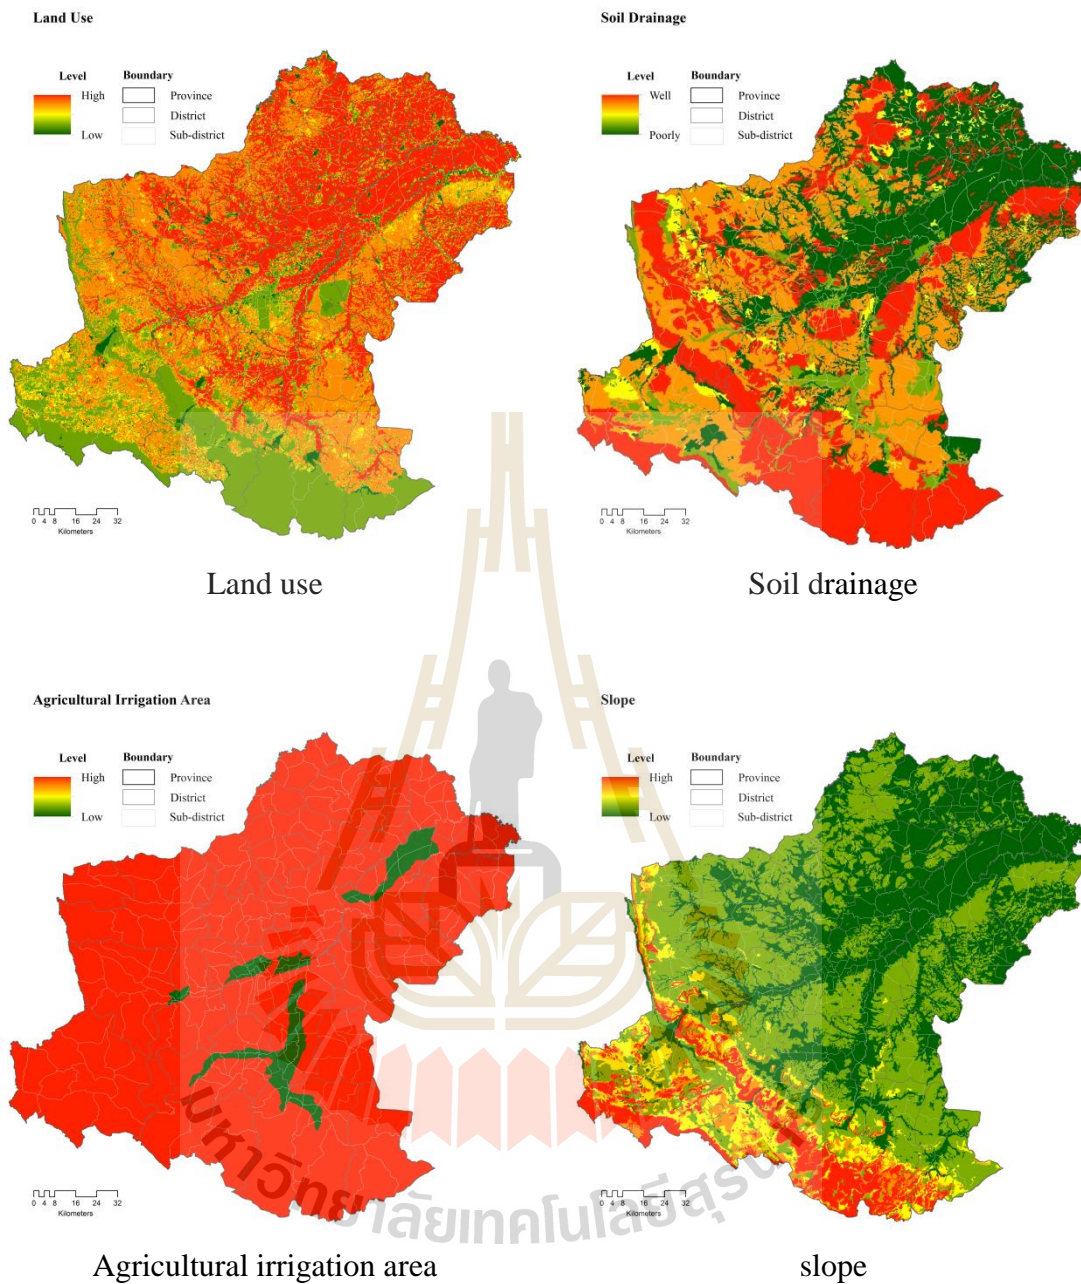 Land Use
Level Boundary
High Province
District
Low Sub-district
0 4 8 16 24 32
Kilometers
Land use
Soil Drainage
Level Boundary
Well Province
District
Poorly Sub-district
0 4 8 16 24 32
Kilometers
Soil drainage
Agricultural Irrigation Area
Level Boundary
High Province
District
Low Sub-district
0 4 8 16 24 32
Kilometers
Agricultural irrigation area
Slope
Level Boundary
High Province
District
Low Sub-district
0 4 8 16 24 32
Kilometers
slope
มหาวิทยาลัยเทคโนโลยีสุรนารี